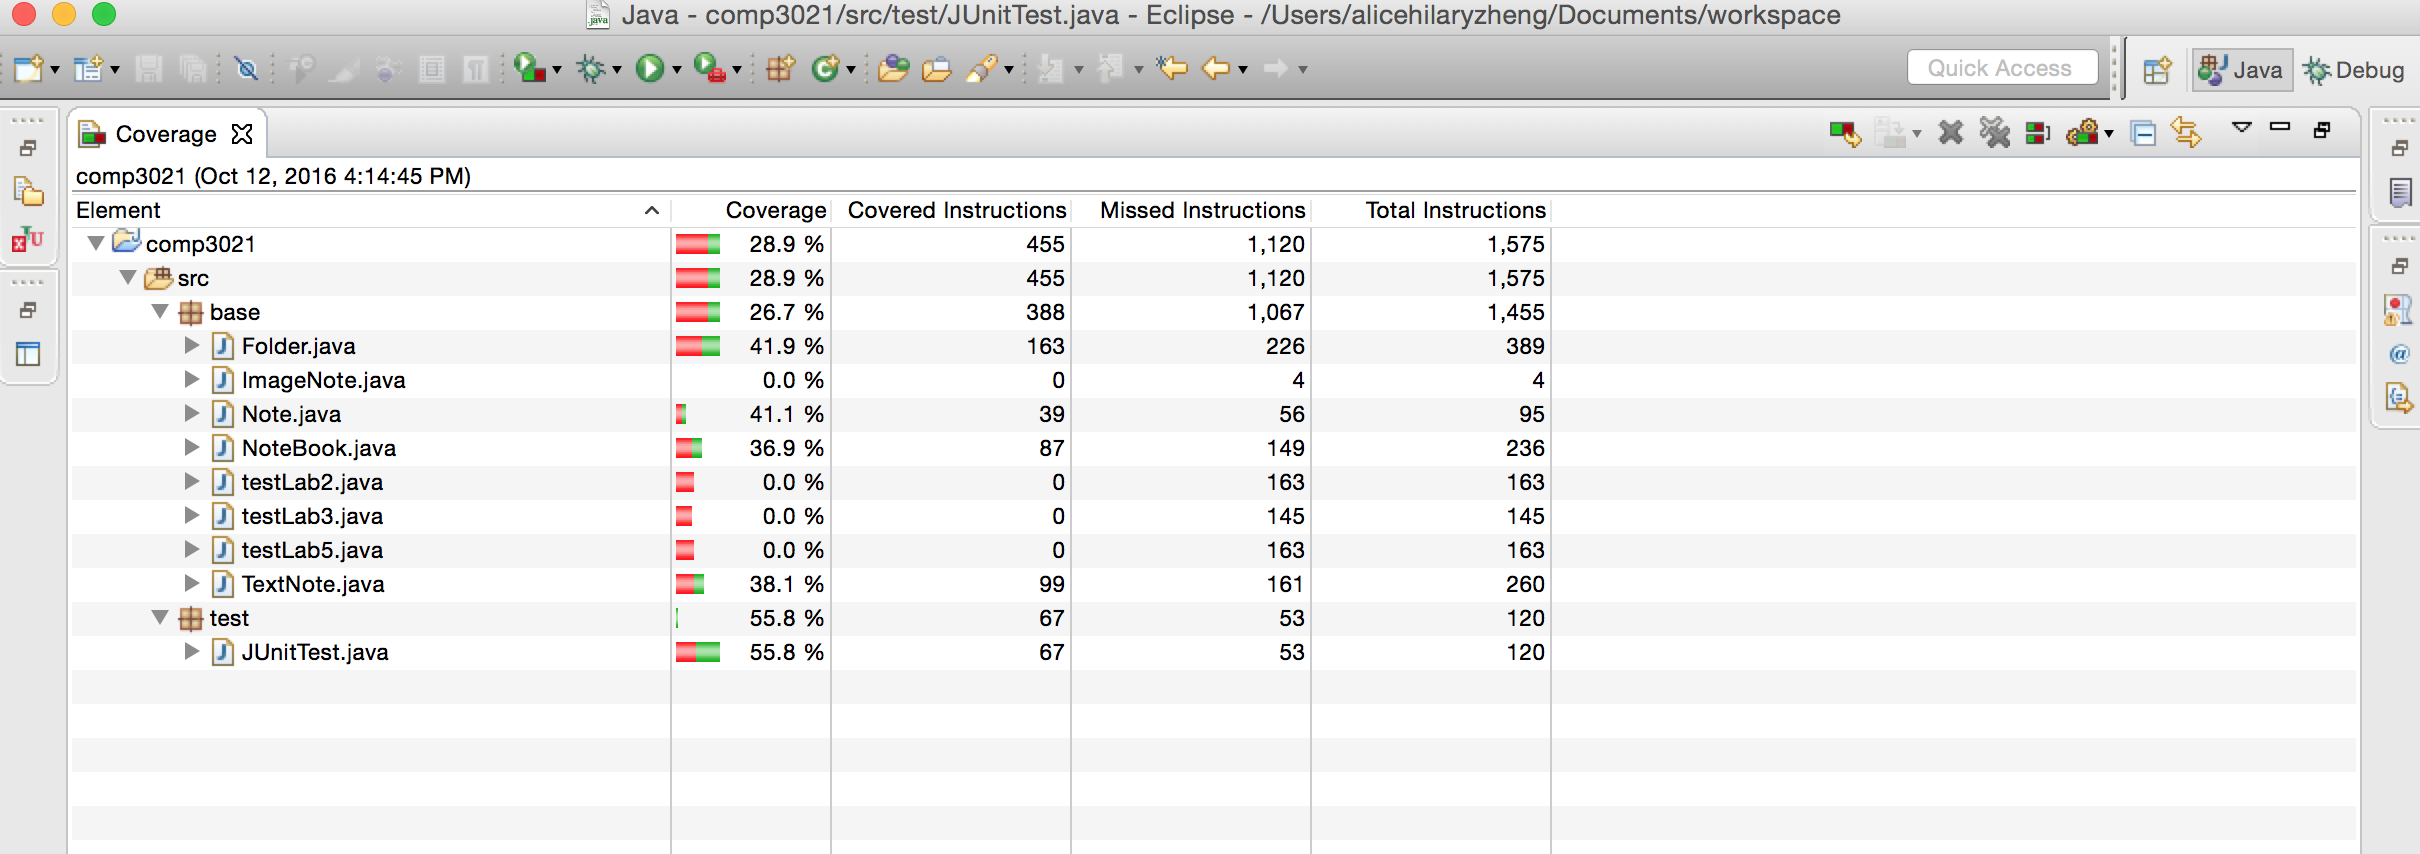 Java - comp3021/src/test/JUnitTest.java - Eclipse - /Users/alicehilaryzheng/Documents/workspace
Quick Access Java Debug
Coverage
comp3021 (Oct 12, 2016 4:14:45 PM)
Element Coverage Covered Instructions Missed Instructions Total Instructions
comp3021 28.9 % 455 1,120 1,575
src 28.9 % 455 1,120 1,575
base 26.7 % 388 1,067 1,455
Folder.java 41.9 % 163 226 389
ImageNote.java 0.0 % 0 4 4
Note.java 41.1 % 39 56 95
NoteBook.java 36.9 % 87 149 236
testLab2.java 0.0 % 0 163 163
testLab3.java 0.0 % 0 145 145
testLab5.java 0.0 % 0 163 163
TextNote.java 38.1 % 99 161 260
test 55.8 % 67 53 120
JUnitTest.java 55.8 % 67 53 120